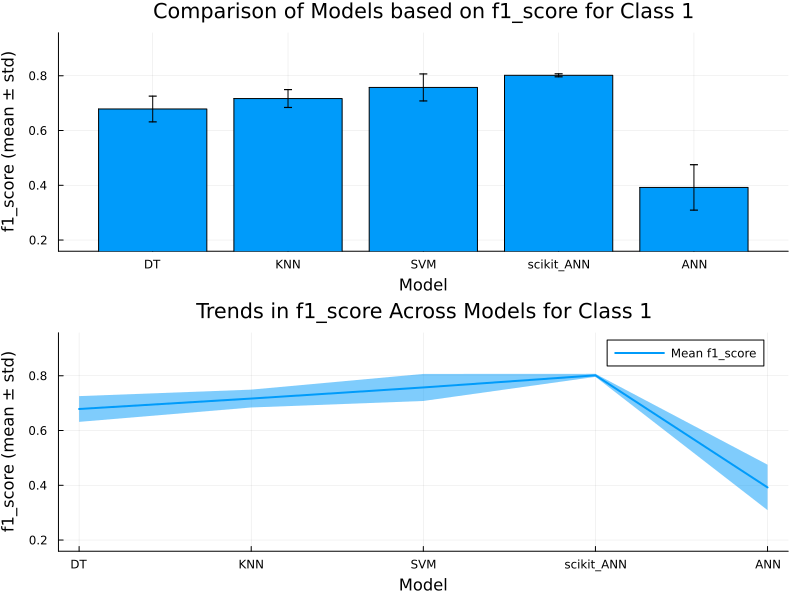 Comparison of Models based on f1_score for Class 1
f1_score (mean ± std)
0.8
0.6
0.4
0.2
DT KNN SVM scikit_ANN ANN
Model
Trends in f1_score Across Models for Class 1
f1_score (mean ± std)
Mean f1_score
0.8
0.6
0.4
0.2
DT KNN SVM scikit_ANN ANN
Model